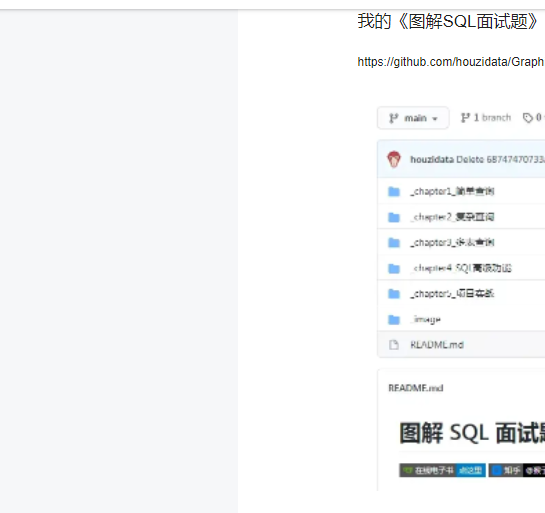 我的《图解SQL面试题》
https://github.com/houzidata/Graph
main
1 branch
0
houzidata Delete 68747470733
_chapter1_简单查询
_chapter2_复杂查询
_chapter3_多表查询
_chapter4_SQL高级功能
_chapter5_项目实战
_image
README.md
README.md
图解 SQL 面试题
在线电子书 点这里 知乎 @猴子